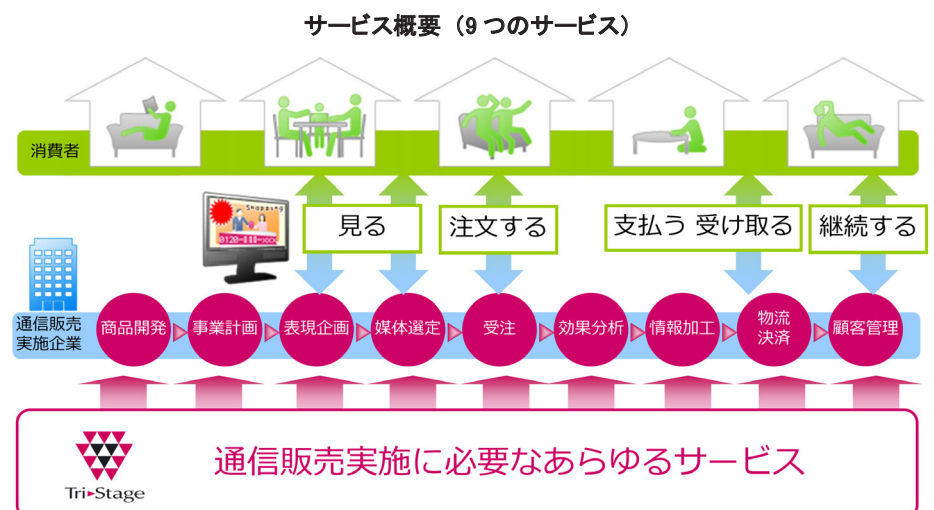 サービス概要（9つのサービス）
消費者
Shopping
0120-000-xxx
見る
注文する
支払う 受け取る
継続する
通信販売
実施企業
商品開発
事業計画
表現企画
媒体選定
受注
効果分析
情報加工
物流
決済
顧客管理
通信販売実施に必要なあらゆるサービス
Tri-Stage